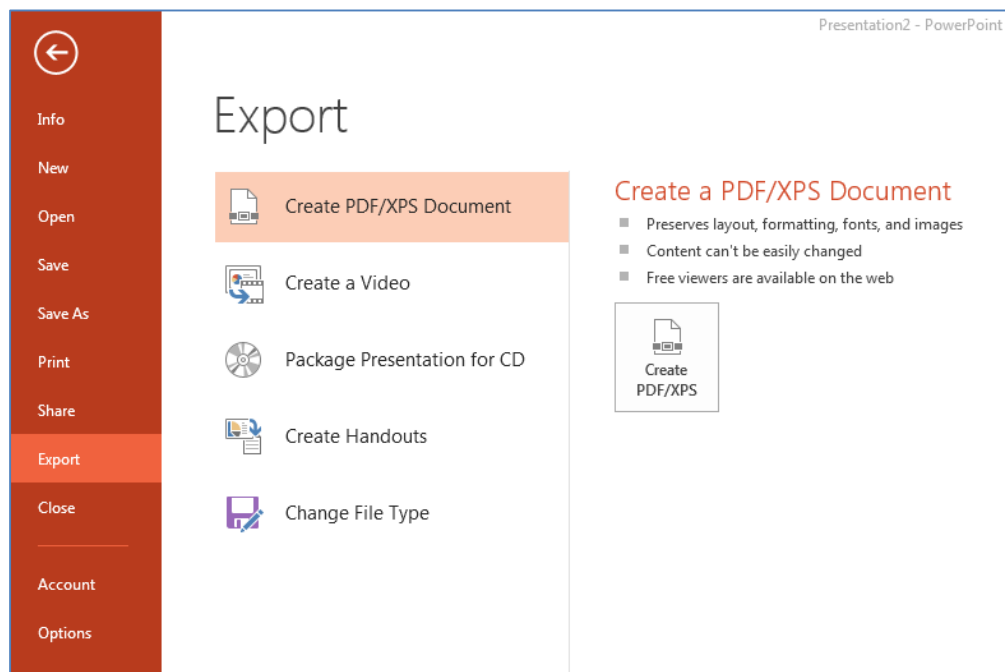 Presentation2 - PowerPoint
Info
New
Open
Save
Save As
Print
Share
Export
Close
Account
Options
Export
Create PDF/XPS Document
Create a Video
Package Presentation for CD
Create Handouts
Change File Type
Create a PDF/XPS Document
Preserves layout, formatting, fonts, and images
Content can't be easily changed
Free viewers are available on the web
Create
PDF/XPS